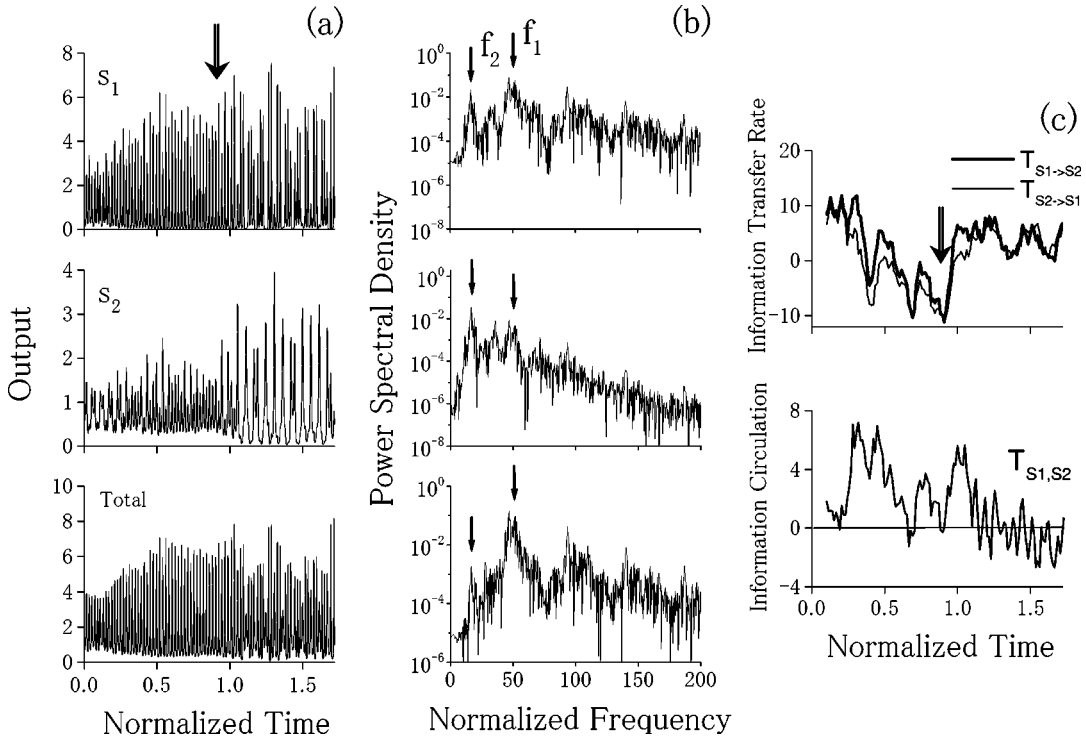 (a)
S1
8
6
4
2
0
S2
4
3
2
1
0
Output
Total
10
8
6
4
2
0
0.0 0.5 1.0 1.5
Normalized Time
(b)
f2 f1
10^0
10^-2
10^-4
10^-6
10^-8
10^0
10^-2
10^-4
10^-6
10^-8
Power Spectral Density
10^0
10^-2
10^-4
10^-6
0 50 100 150 200
Normalized Frequency
(c)
T S1->S2
T S2->S1
20
10
0
-10
Information Transfer Rate
T S1,S2
8
4
0
-4
Information Circulation
0.0 0.5 1.0 1.5
Normalized Time